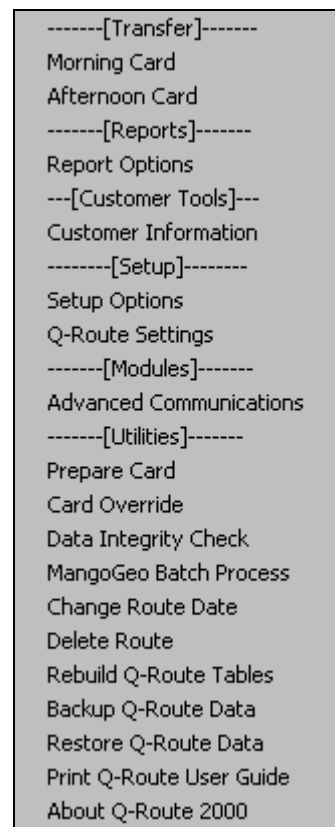 -------[Transfer]-------
Morning Card
Afternoon Card
-------[Reports]-------
Report Options
---[Customer Tools]---
Customer Information
--------[Setup]--------
Setup Options
Q-Route Settings
-------[Modules]-------
Advanced Communications
-------[Utilities]-------
Prepare Card
Card Override
Data Integrity Check
MangoGeo Batch Process
Change Route Date
Delete Route
Rebuild Q-Route Tables
Backup Q-Route Data
Restore Q-Route Data
Print Q-Route User Guide
About Q-Route 2000